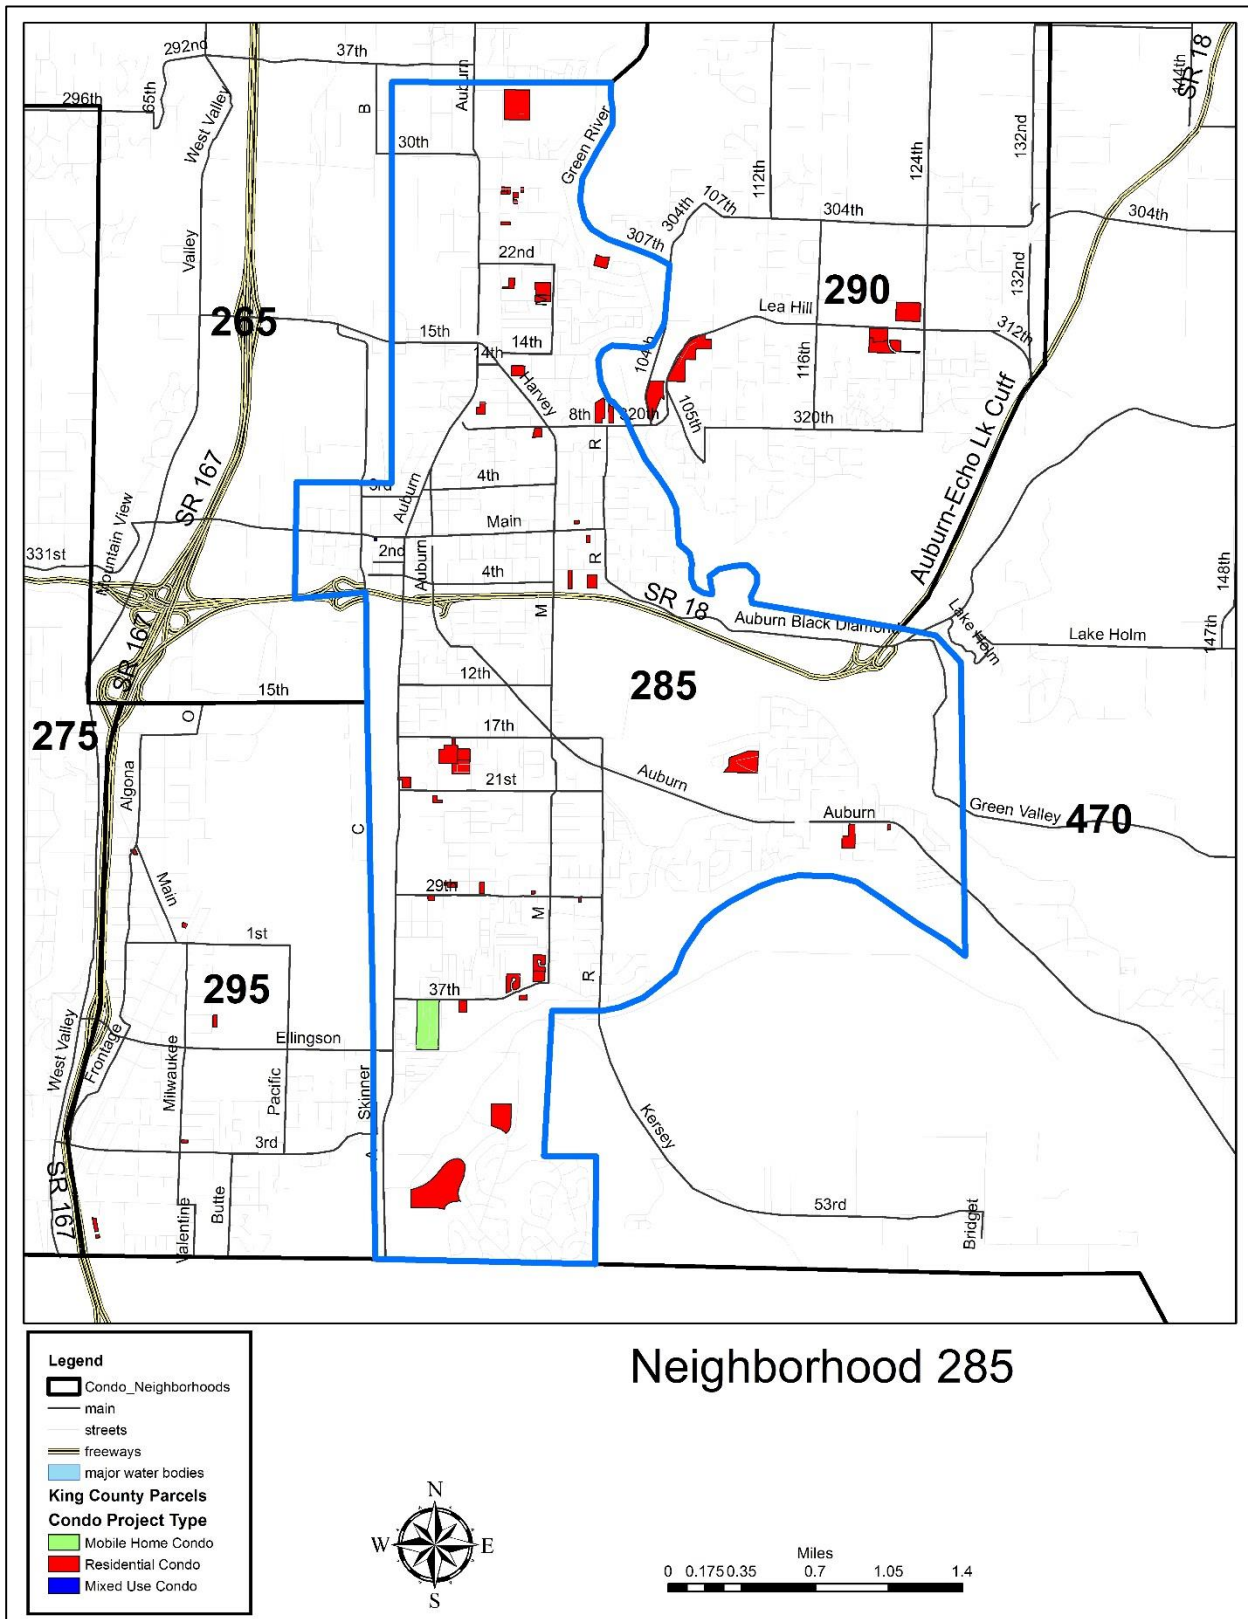 292nd
37th
SR 18
144th
296th
65th
West Valley
B
Auburn
Green River
30th
112th
124th
132nd
304th
107th
304th
304th
307th
Valley
22nd
290
132nd
265
Lea Hill
312th
15th
14th
14th
104th
116th
Harvey
8th
320th
105th
320th
R
SR 167
3rd
4th
Auburn
Main
Auburn-Echo Lk Cutf
Mountain View
331st
2nd
Auburn
R
4th
148th
M
SR 18
Auburn Black Diamond
Lake Holm
Lake Holm
147th
SR 167
12th
285
15th
O
275
17th
Algona
Auburn
21st
Auburn
Green Valley
470
C
Main
29th
M
1st
295
37th
R
West Valley
Frontage
Ellingson
Milwaukee
Pacific
Skinner
A
3rd
Kersey
SR 167
Valentine
Butte
53rd
Bridget
Neighborhood 285
Legend
Condo_Neighborhoods
main
streets
freeways
major water bodies
King County Parcels
Condo Project Type
Mobile Home Condo
Residential Condo
Mixed Use Condo
N
W E
S
Miles
0 0.175 0.35 0.7 1.05 1.4